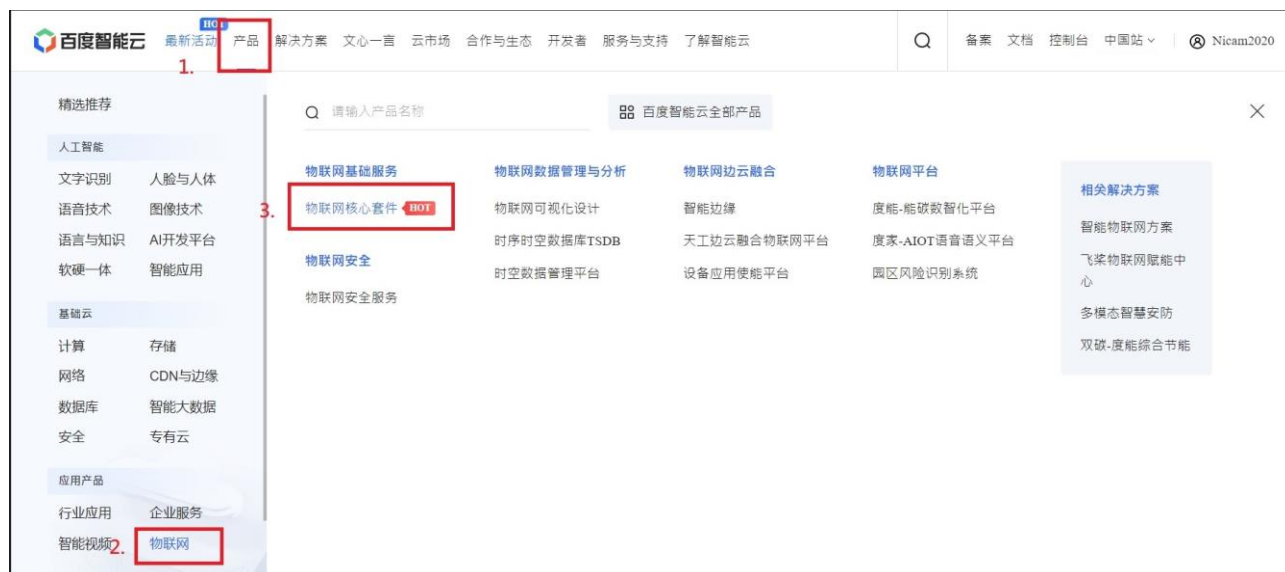 HOT
百度智能云 最新活动 产品 解决方案 文心一言 云市场 合作与生态 开发者 服务与支持 了解智能云 备案 文档 控制台 中国站 Nicam2020
1.
精选推荐
请输入产品名称 百度智能云全部产品
人工智能
文字识别 人脸与人体
语音技术 图像技术
语言与知识 AI开发平台
软硬一体 智能应用
基础云
计算 存储
网络 CDN与边缘
数据库 智能大数据
安全 专有云
应用产品
行业应用 企业服务
智能视频 2. 物联网
物联网基础服务
3. 物联网核心套件 HOT
物联网安全
物联网安全服务
物联网数据管理与分析
物联网可视化设计
时序时空数据库TSDB
时空数据管理平台
物联网边云融合
智能边缘
天工边云融合物联网平台
设备应用使能平台
物联网平台
度能-能碳数智化平台
度家-AIOT语音语义平台
园区风险识别系统
相关解决方案
智能物联网方案
飞桨物联网赋能中
心
多模态智慧安防
双碳-度能综合节能